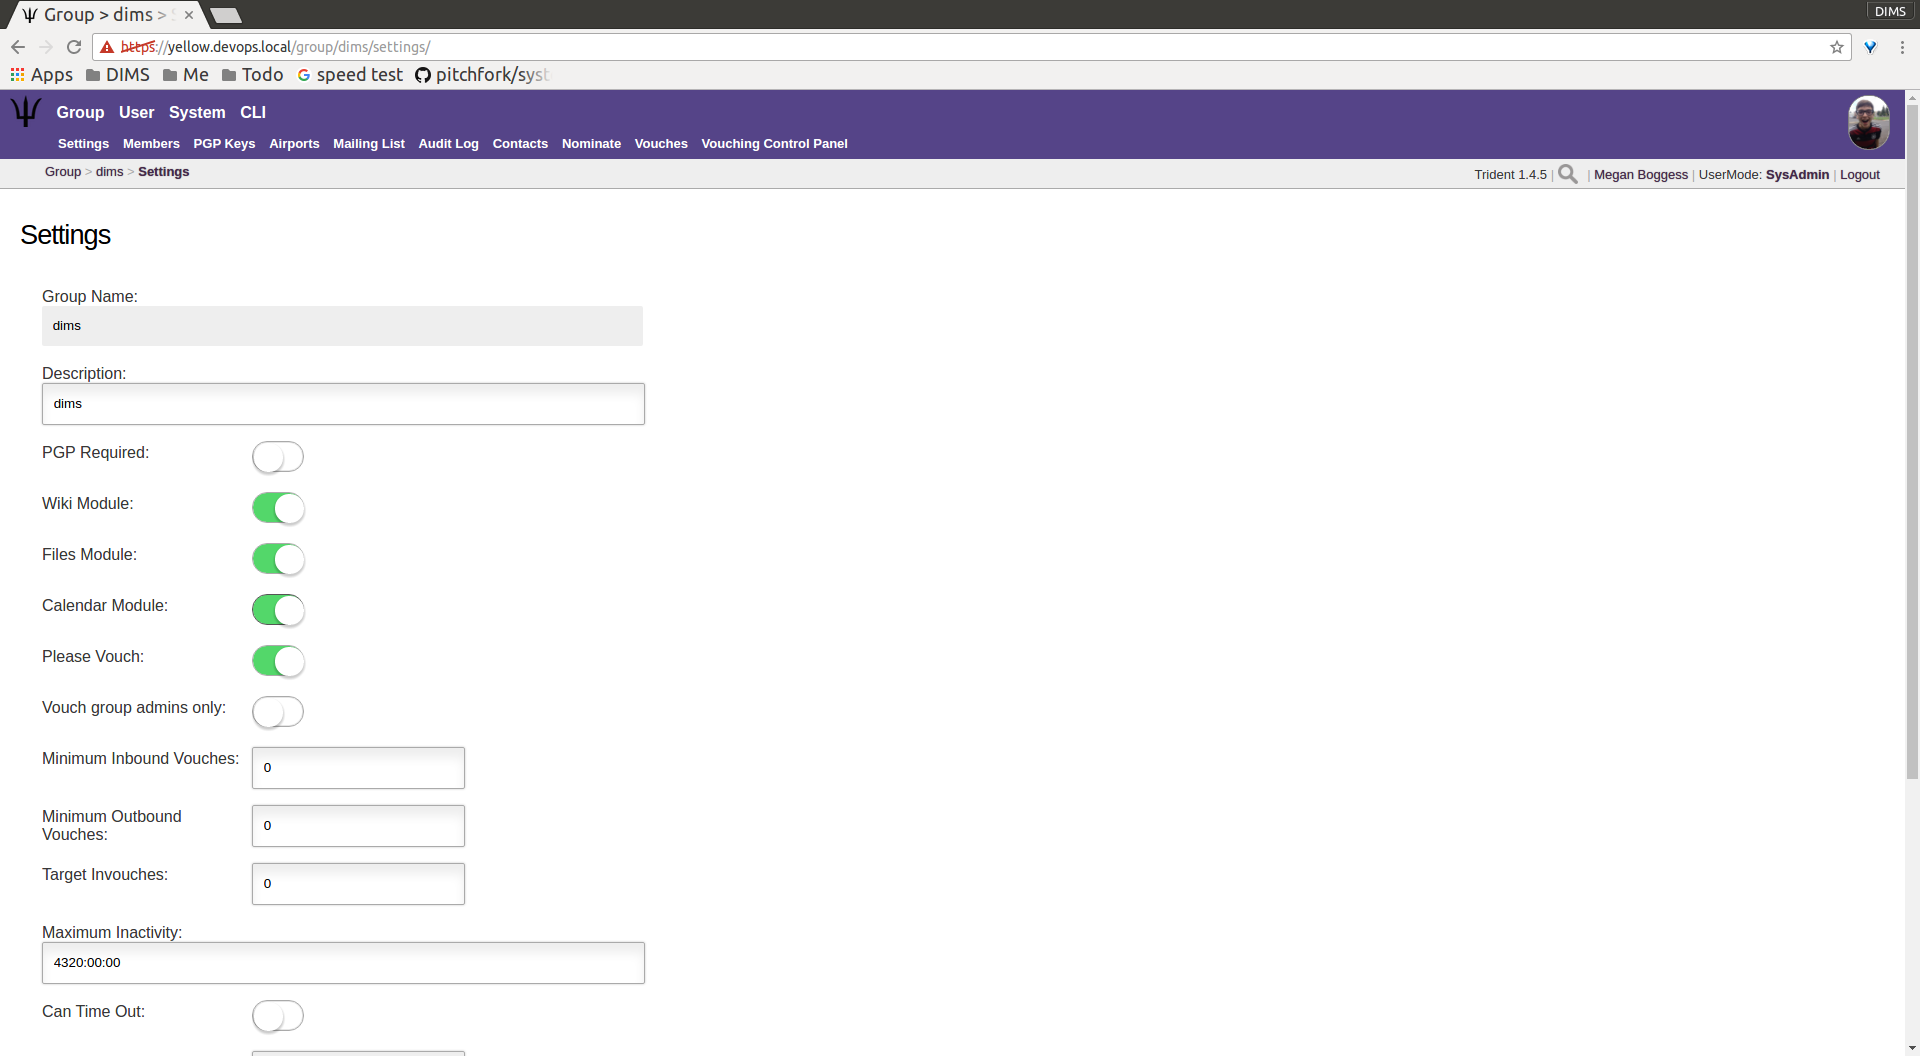 Group > dims >
DIMS
https://yellow.devops.local/group/dims/settings/
Apps DIMS Me Todo speed test pitchfork/syst
Group User System CLI
Settings Members PGP Keys Airports Mailing List Audit Log Contacts Nominate Vouches Vouching Control Panel
Group > dims > Settings
Trident 1.4.5 | | Megan Boggess | UserMode: SysAdmin | Logout
Settings
Group Name:
dims
Description:
dims
PGP Required:
Wiki Module:
Files Module:
Calendar Module:
Please Vouch:
Vouch group admins only:
Minimum Inbound Vouches:
0
Minimum Outbound
Vouches:
0
Target Invouches:
0
Maximum Inactivity:
4320:00:00
Can Time Out: